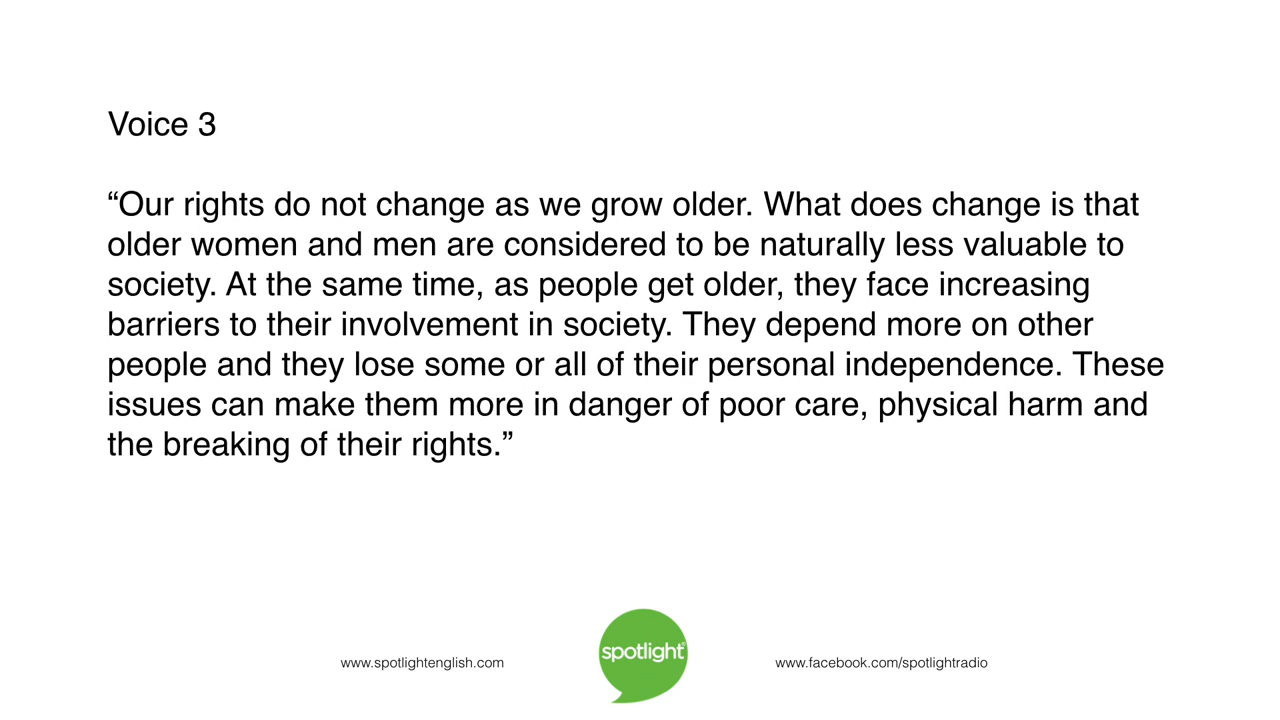 Voice 3
“Our rights do not change as we grow older. What does change is that
older women and men are considered to be naturally less valuable to
society. At the same time, as people get older, they face increasing
barriers to their involvement in society. They depend more on other
people and they lose some or all of their personal independence. These
issues can make them more in danger of poor care, physical harm and
the breaking of their rights.”
www.spotlightenglish.com
spotlight®
www.facebook.com/spotlightradio